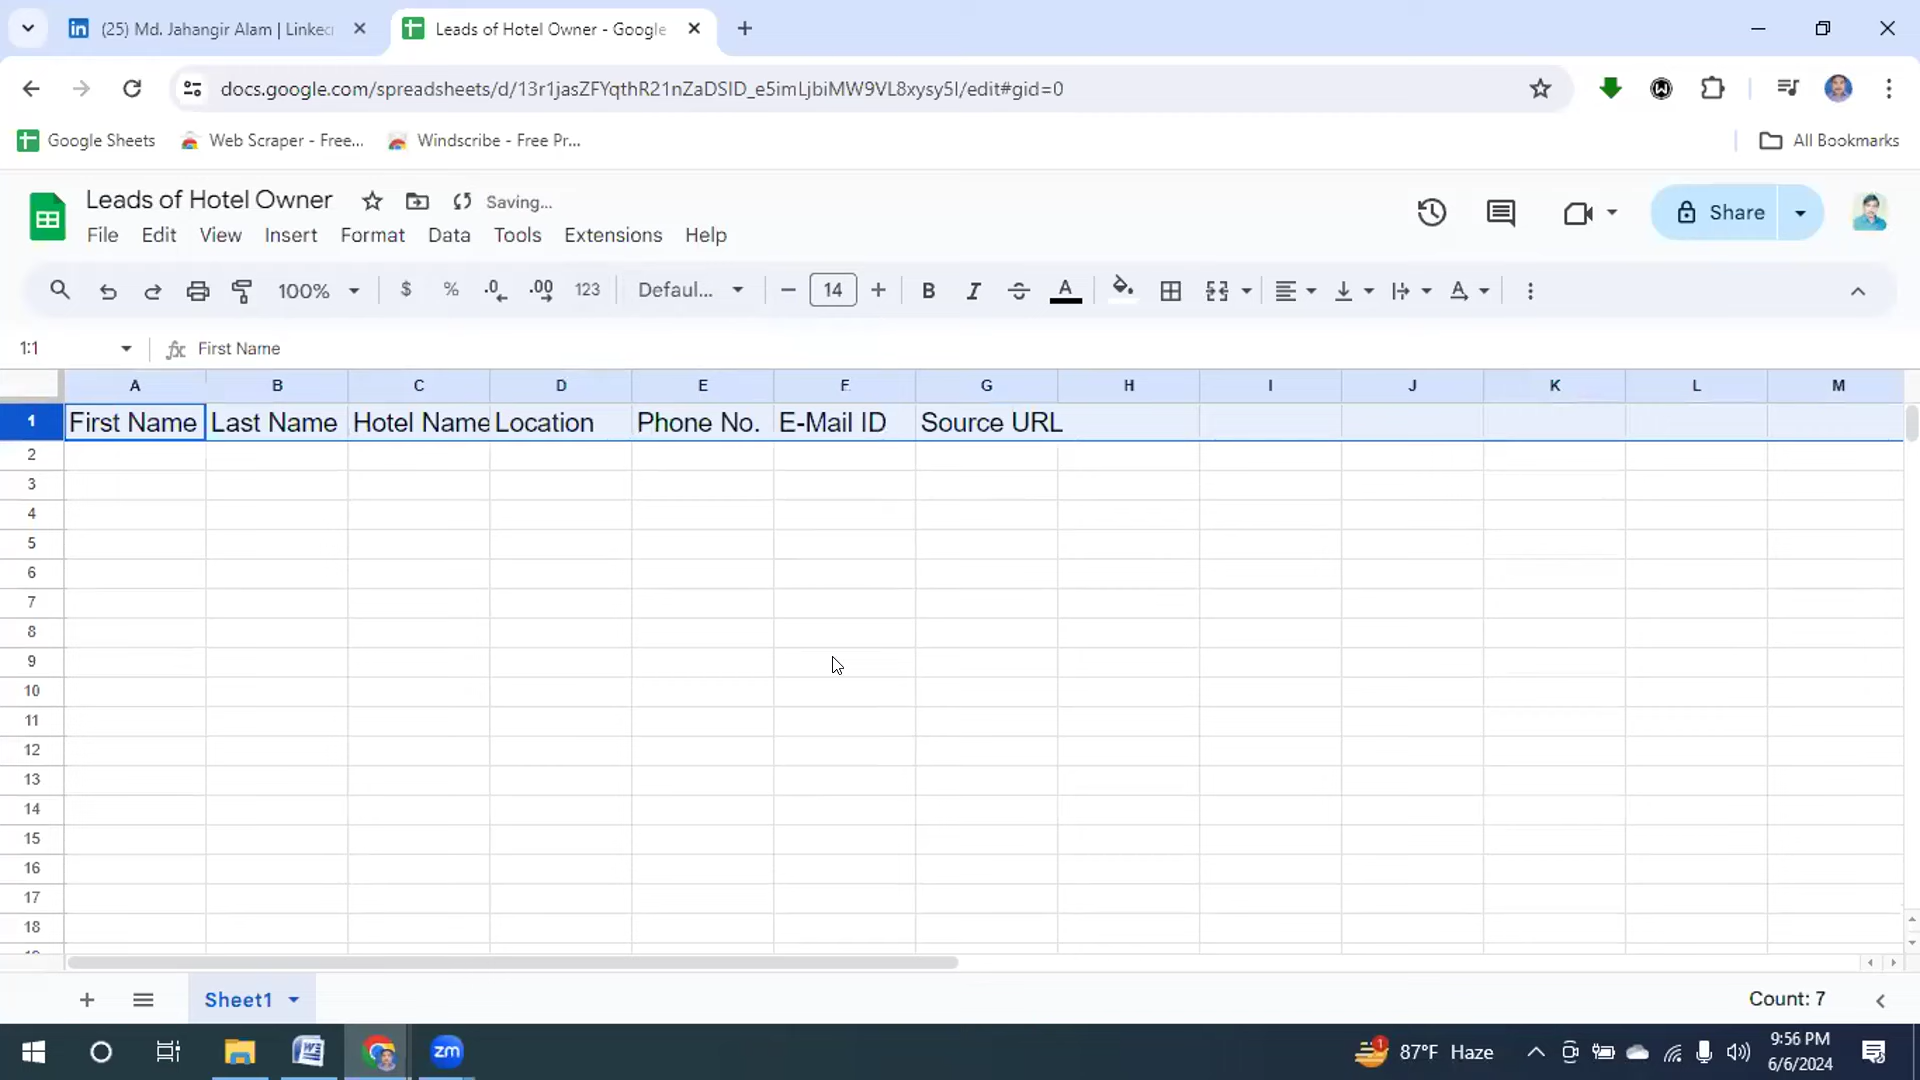 (25) Md. Jahangir Alam | Linked
Leads of Hotel Owner - Google
docs.google.com/spreadsheets/d/13r1jasZFYqthR21nZaDSID_e5imLjbiMW9VL8xysy5I/edit#gid=0
Google Sheets
Web Scraper - Free...
Windscribe - Free Pr...
All Bookmarks
Leads of Hotel Owner
Saving...
File Edit View Insert Format Data Tools Extensions Help
Share
100% $ % .0 .00 123 Defaul... 14 B I S A
1:1 fx First Name
A B C D E F G H I J K L M
1 First Name Last Name Hotel Name Location Phone No. E-Mail ID Source URL
2
3
4
5
6
7
8
9
10
11
12
13
14
15
16
17
18
Sheet1
Count: 7
zm
1
87°F Haze
9:56 PM
6/6/2024